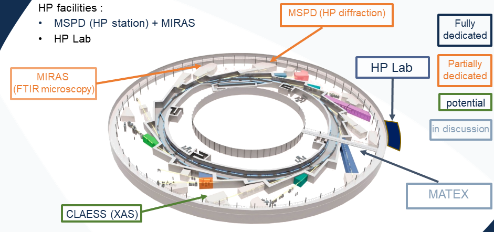 HP facilities :
• MSPD (HP station) + MIRAS
• HP Lab
MSPD (HP diffraction)
MIRAS
(FTIR microscopy)
HP Lab
Fully
dedicated
Partially
dedicated
potential
in discussion
MATEX
CLAESS (XAS)